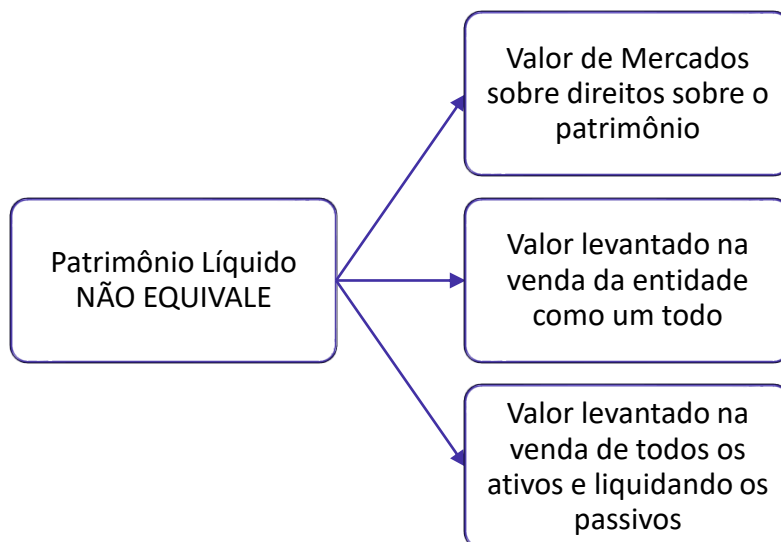 Patrimônio Líquido
NÃO EQUIVALE
Valor de Mercados
sobre direitos sobre o
patrimônio
Valor levantado na
venda da entidade
como um todo
Valor levantado na
venda de todos os
ativos e liquidando os
passivos